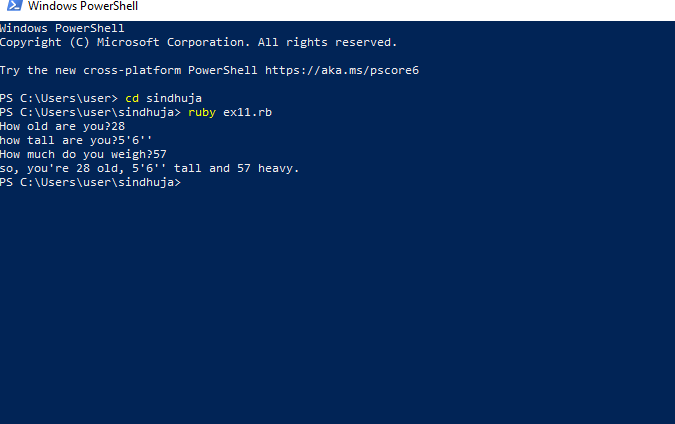 Windows PowerShell
Windows PowerShell
Copyright (C) Microsoft Corporation. All rights reserved.
Try the new cross-platform PowerShell https://aka.ms/pscore6
PS C:\Users\user> cd sindhuja
PS C:\Users\user\sindhuja> ruby ex11.rb
How old are you?28
how tall are you?5'6''
How much do you weigh?57
so, you're 28 old, 5'6'' tall and 57 heavy.
PS C:\Users\user\sindhuja>